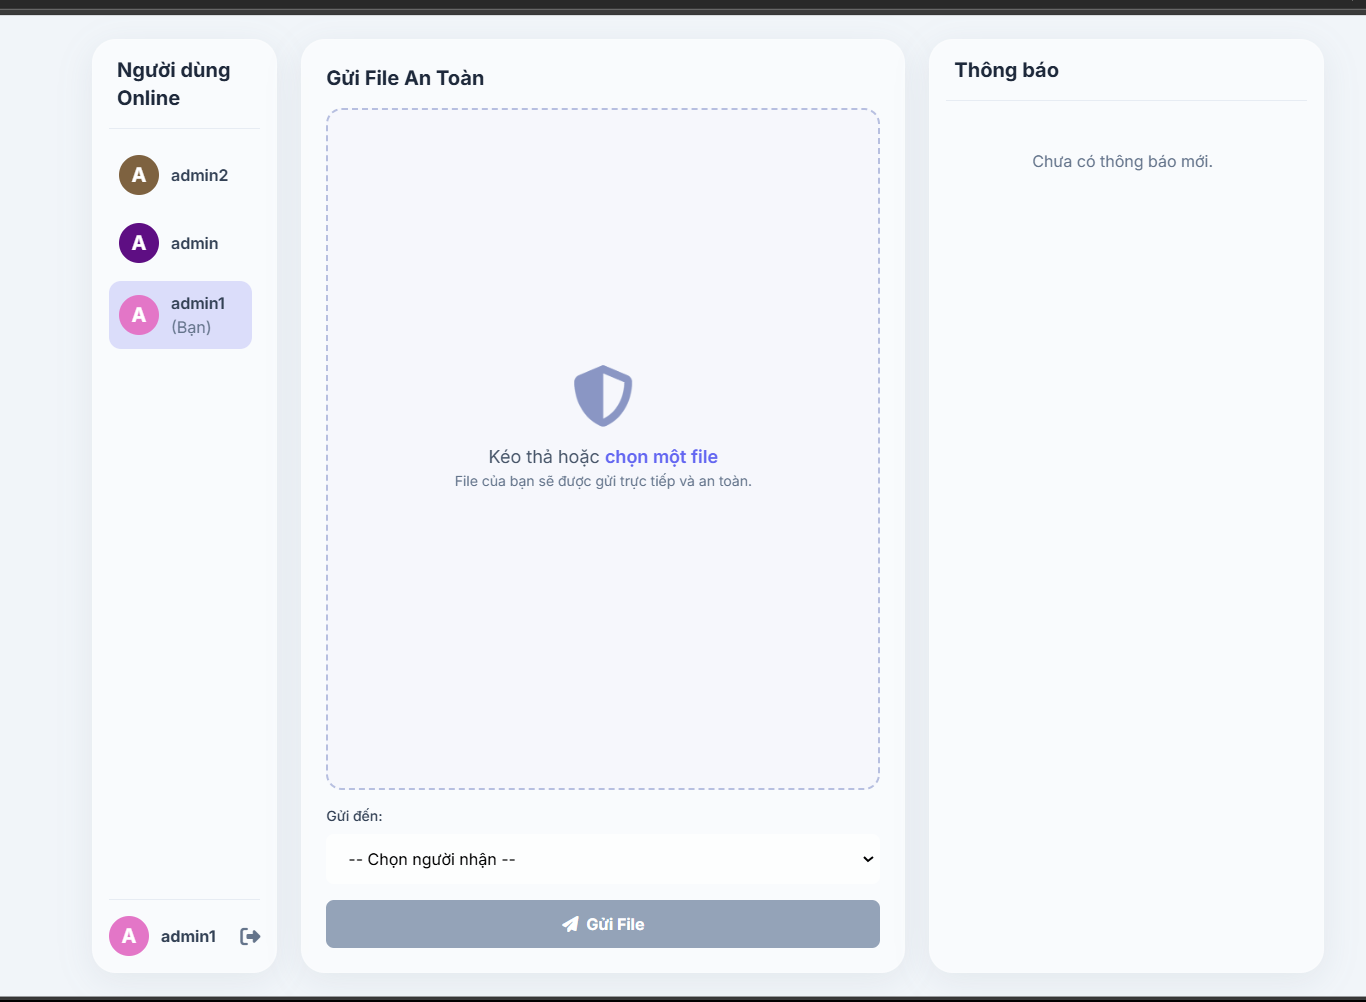 Người dùng
Online
A
admin2
A
admin
A
admin1
(Bạn)
A
admin1
Gửi File An Toàn
Kéo thả hoặc chọn một file
File của bạn sẽ được gửi trực tiếp và an toàn.
Gửi đến:
-- Chọn người nhận --
Gửi File
Thông báo
Chưa có thông báo mới.